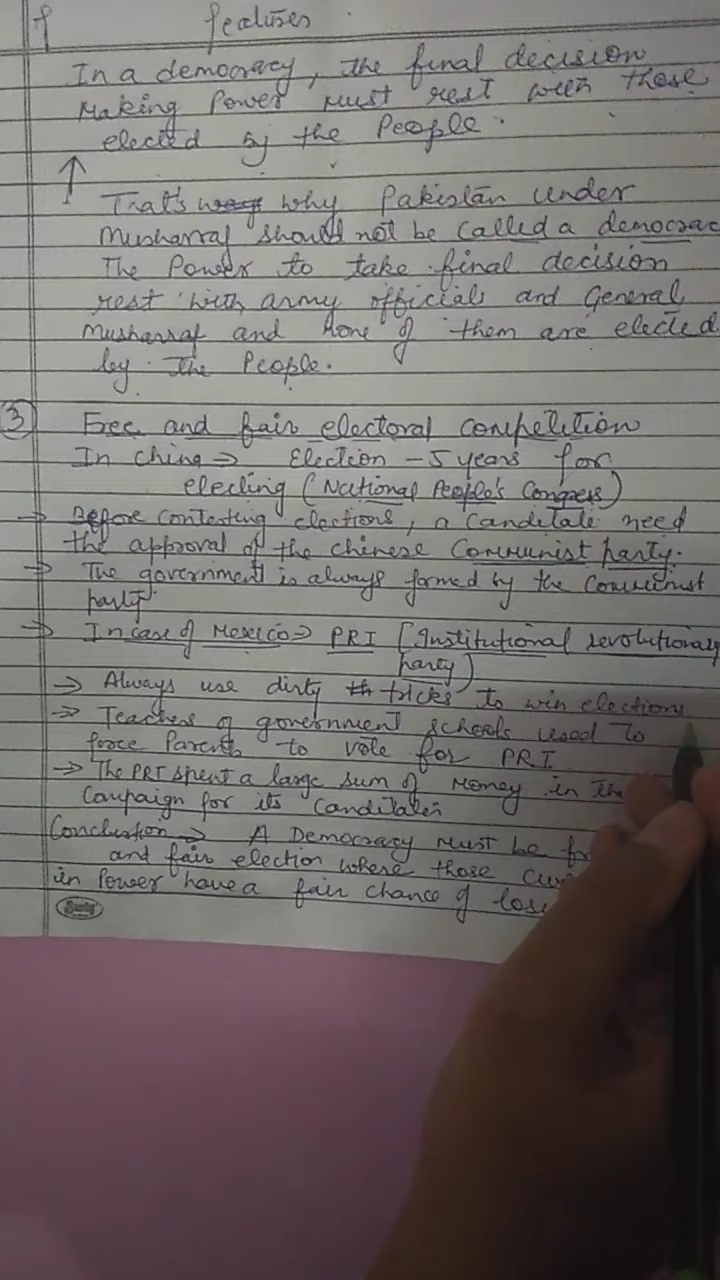 features
In a democracy, the final decision
Making Power must rest with those
elected by the People.
That's why Pakistan under
Musharraf should not be called a democrac
The Power to take final decision
rest with army officials and General
Musharraf and None of them are elected
by the People.
3 Free and fair electoral competition
In China ⇒ Election - 5 years for
electing (National People's Congress)
→ Before contesting elections, a Canditate need
the approval of the Chinese Communist party.
→ The government is always formed by the Communist
party.
→ In case of Mexico ⇒ PRI [Institutional revolutionary
party)
→ Always use dirty tricks to win elections
→ Teachers of government schools used to
force Parents to vote for PRI
→ The PRI spent a large sum of Money in the
Campaign for its Canditates
Conclusion → A Democracy must be
and fair election where those
in Power have a fair chance of